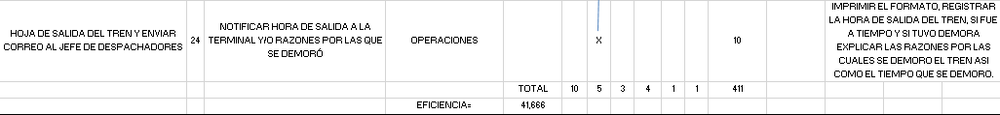 HOJA DE SALIDA DEL TREN Y ENVIAR
CORREO AL JEFE DE DESPACHADORES
24
NOTIFICAR HORA DE SALIDA A LA
TERMINAL Y/O RAZONES POR LAS QUE
SE DEMORÓ
OPERACIONES
X
10
IMPRIMIR EL FORMATO, REGISTRAR
LA HORA DE SALIDA DEL TREN, SI FUE
A TIEMPO Y SI TUVO DEMORA
EXPLICAR LAS RAZONES POR LAS
CUALES SE DEMORO EL TREN ASI
COMO EL TIEMPO QUE SE DEMORO.
TOTAL 10 5 3 4 1 1 411
EFICIENCIA= 41,666